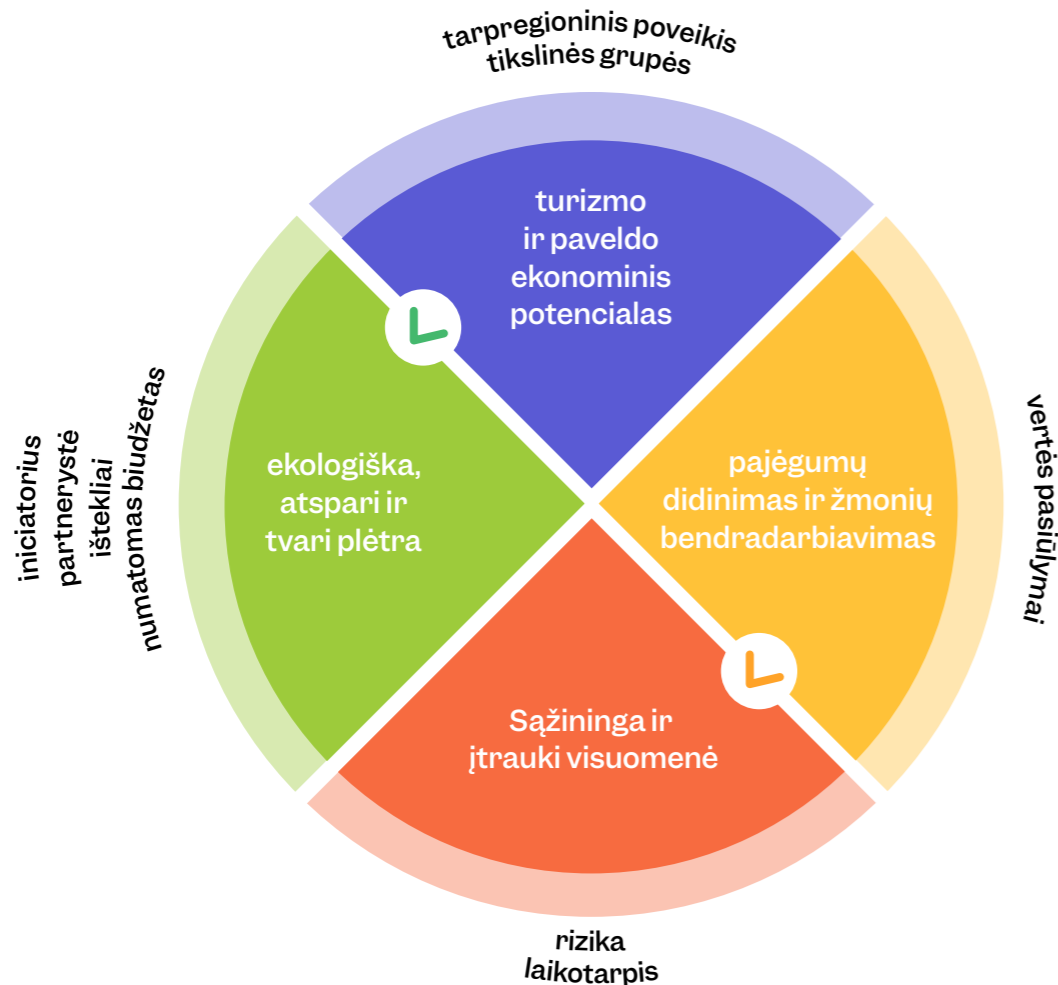 tarpregioninis poveikis
tikslinės grupės
turizmo
ir paveldo
ekonominis
potencialas
iniciatorius
partnerystė
ištekliai
numatomas biudžetas
ekologiška,
atspari ir
tvari plėtra
pajėgumų
didinimas ir žmonių
bendradarbiavimas
vertės pasiūlymai
Sąžininga ir
įtrauki visuomenė
rizika
laikotarpis